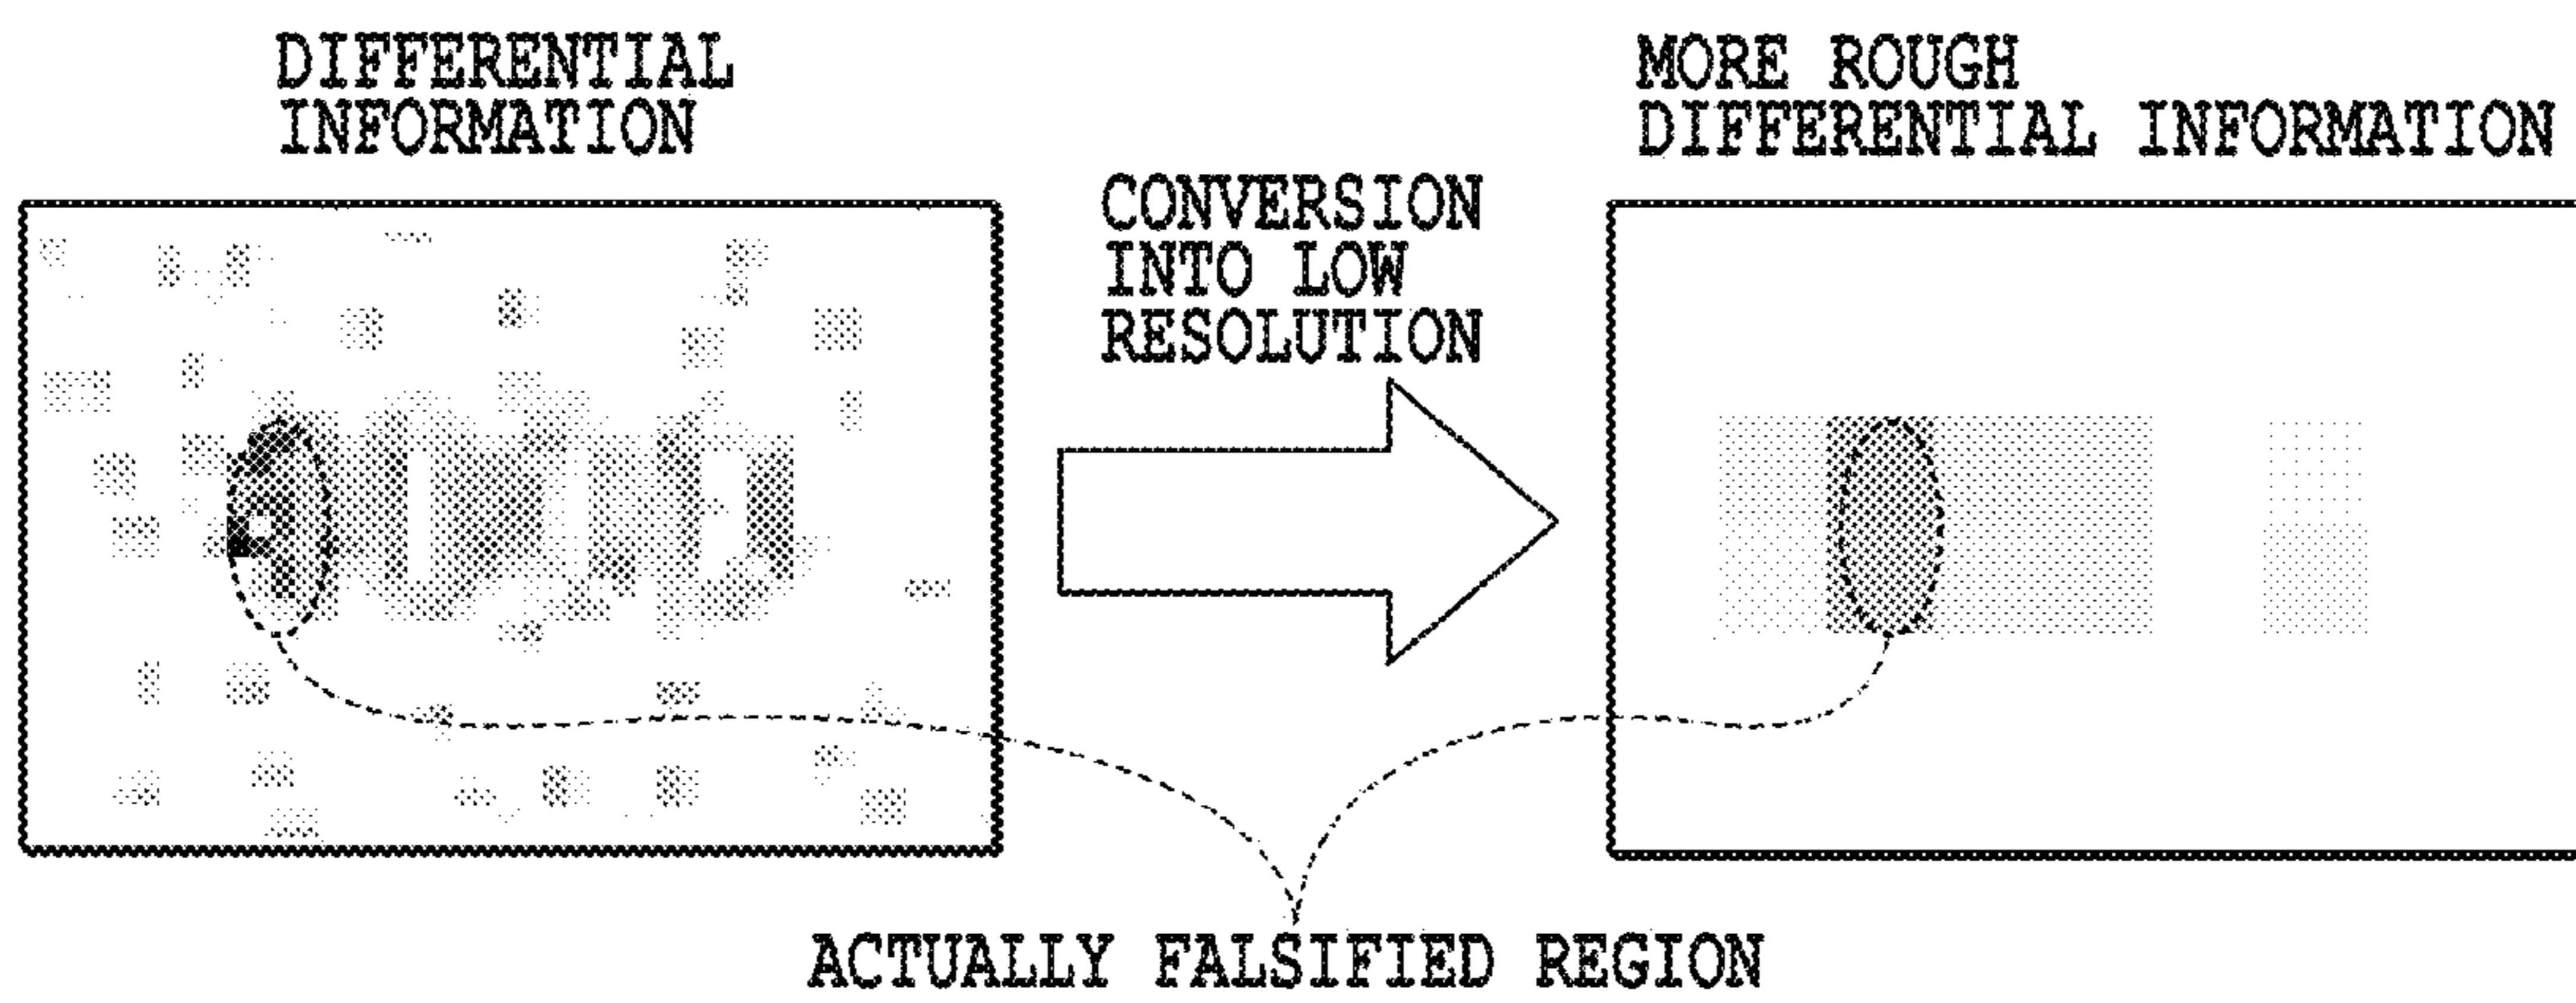 DIFFERENTIAL
INFORMATION
MORE ROUGH
DIFFERENTIAL INFORMATION
CONVERSION
INTO LOW
RESOLUTION
ACTUALLY FALSIFIED REGION